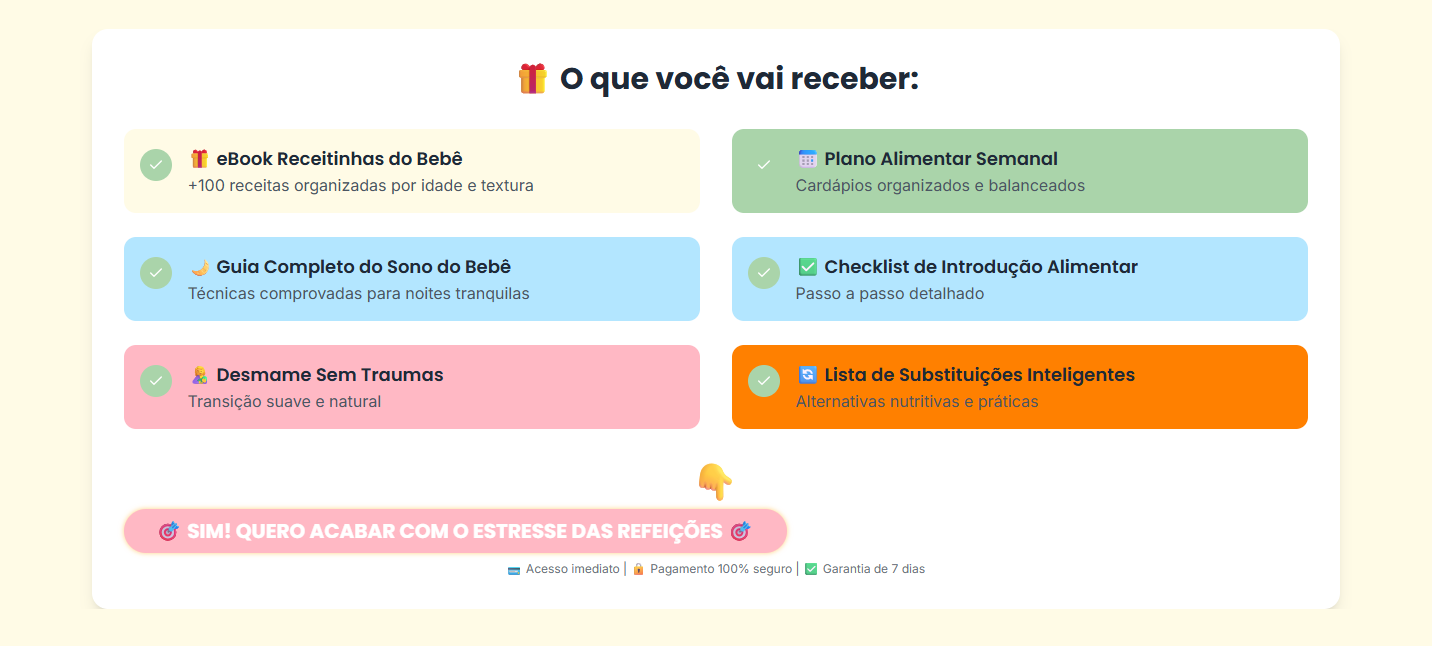 🎁 O que você vai receber:
🎁 eBook Receitinhas do Bebê
+100 receitas organizadas por idade e textura
📅 Plano Alimentar Semanal
Cardápios organizados e balanceados
🌙 Guia Completo do Sono do Bebê
Técnicas comprovadas para noites tranquilas
✅ Checklist de Introdução Alimentar
Passo a passo detalhado
🤱 Desmame Sem Traumas
Transição suave e natural
🔄 Lista de Substituições Inteligentes
Alternativas nutritivas e práticas
👇
🎯 SIM! QUERO ACABAR COM O ESTRESSE DAS REFEIÇÕES 🎯
💳 Acesso imediato | 🔒 Pagamento 100% seguro | ✅ Garantia de 7 dias